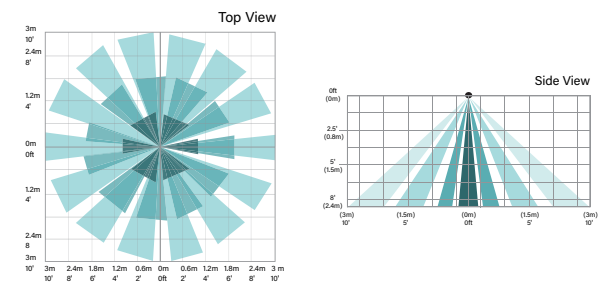 Top View
3m
10'
2.4m
8'
1.2m
4'
0m
0ft
1.2m
4'
2.4m
8
3m
10'
3m 2.4m 1.8m 1.2m 0.6m 0m 0.6m 1.2m 1.8m 2.4m 3 m
10' 8' 6' 4' 2' 0ft 2' 4' 6' 8' 10'
Side View
0ft
(0m)
2.5'
(0.8m)
5'
(1.5m)
8'
(2.4m)
(3m) (1.5m) (0m) (1.5m) (3m)
10' 5' 0ft 5' 10'